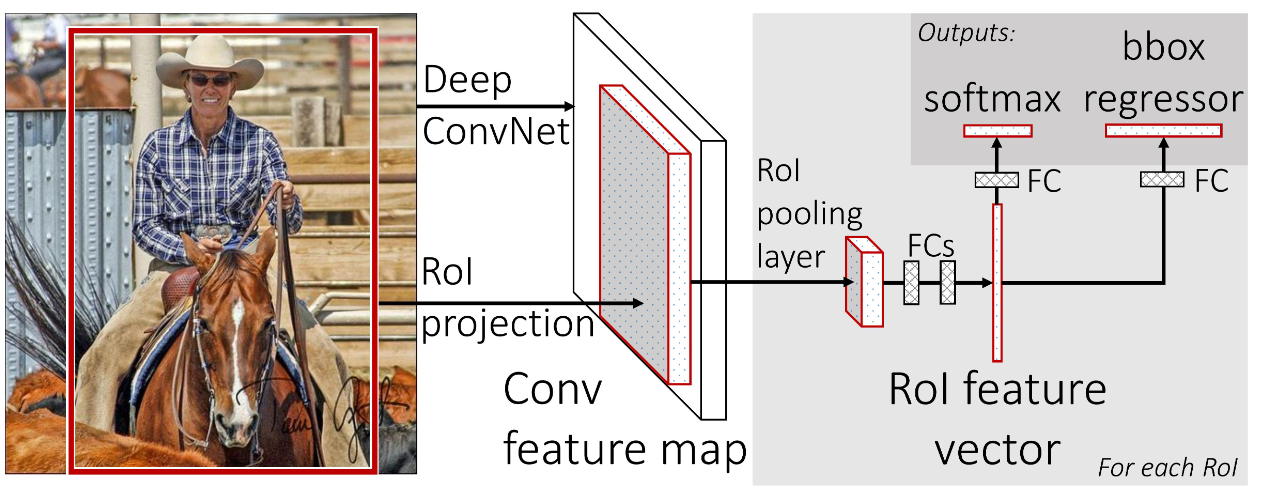 Deep
ConvNet
RoI
projection
Conv
feature map
RoI
pooling
layer
FCs
Outputs:
softmax
bbox
regressor
FC
FC
RoI feature
vector
For each RoI